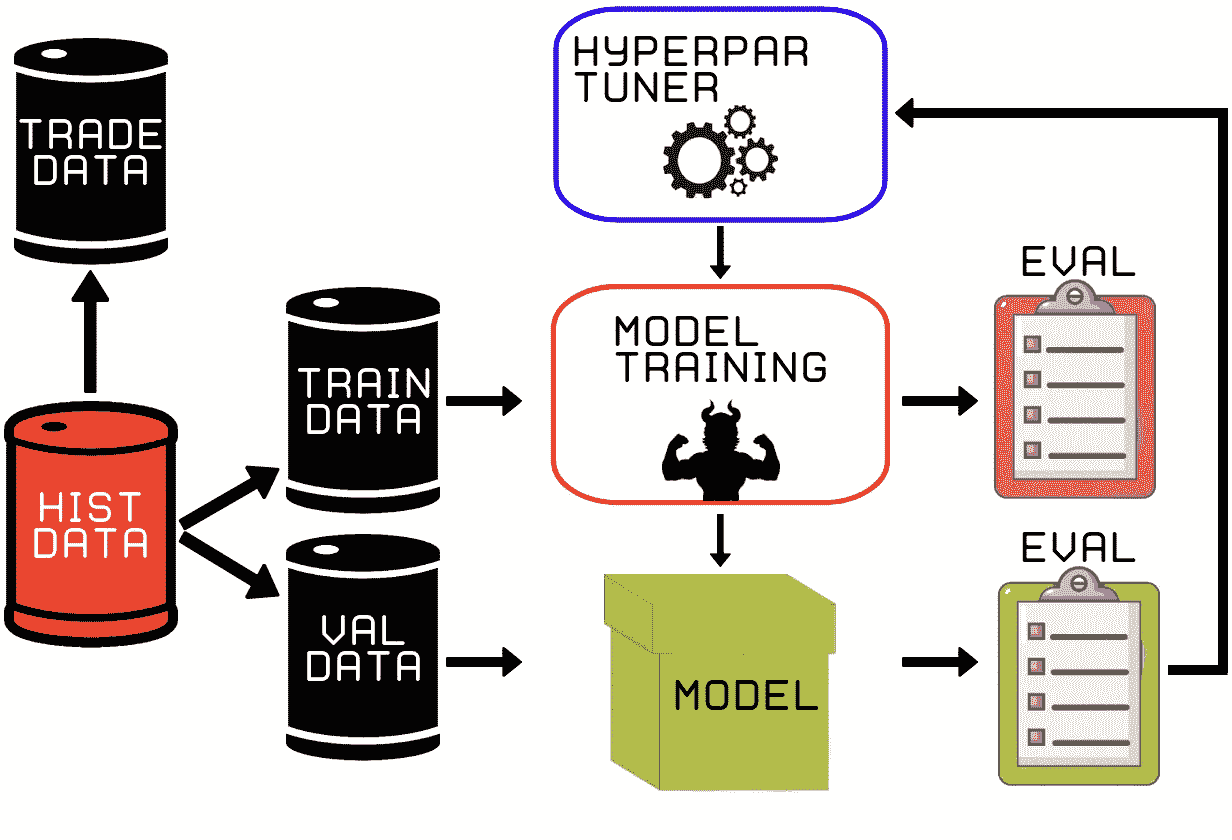 TRADE
DATA
HYPERPAR
TUNER
EVAL
TRAIN
DATA
MODEL
TRAINING
HIST
DATA
EVAL
VAL
DATA
MODEL